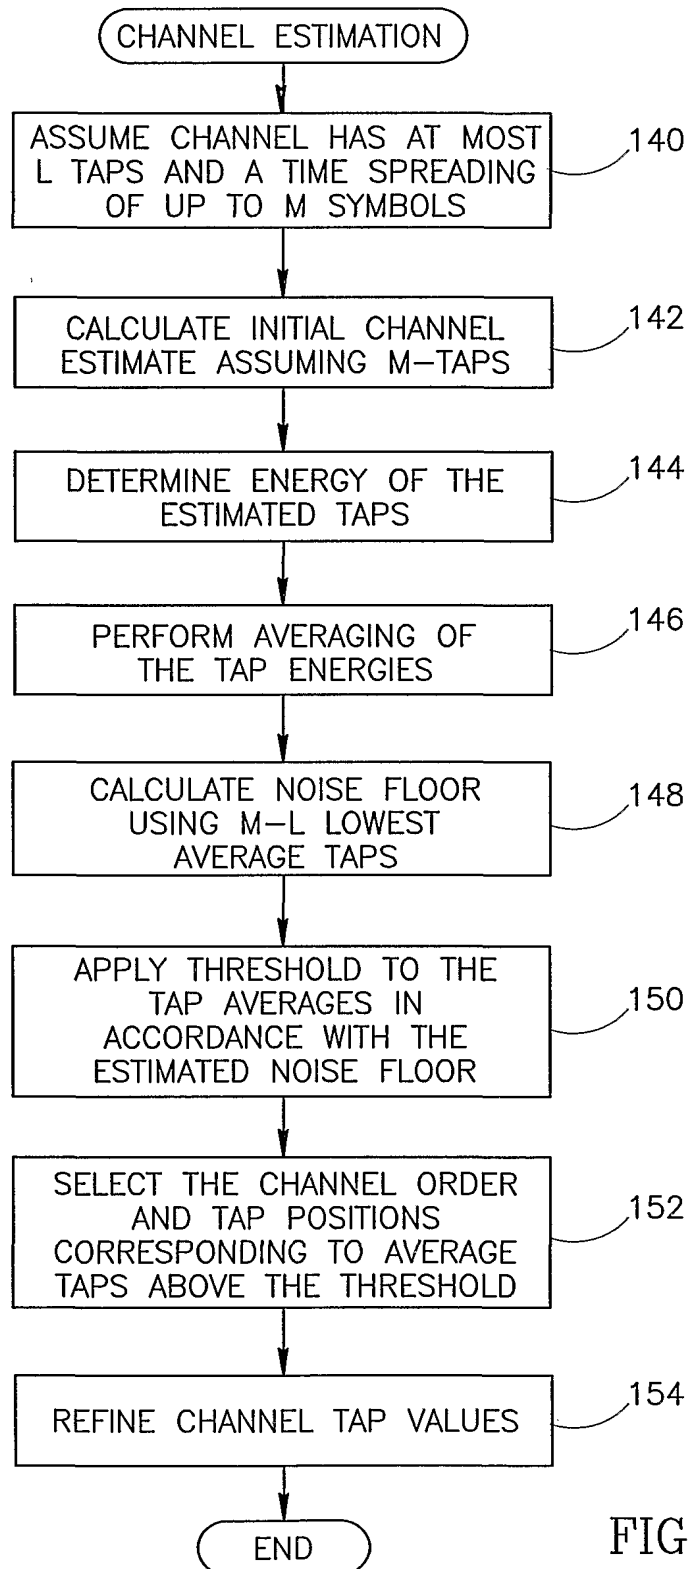 CHANNEL ESTIMATION
ASSUME CHANNEL HAS AT MOST
L TAPS AND A TIME SPREADING
OF UP TO M SYMBOLS
140
CALCULATE INITIAL CHANNEL
ESTIMATE ASSUMING M-TAPS
142
DETERMINE ENERGY OF THE
ESTIMATED TAPS
144
PERFORM AVERAGING OF
THE TAP ENERGIES
146
CALCULATE NOISE FLOOR
USING M-L LOWEST
AVERAGE TAPS
148
APPLY THRESHOLD TO THE
TAP AVERAGES IN
ACCORDANCE WITH THE
ESTIMATED NOISE FLOOR
150
SELECT THE CHANNEL ORDER
AND TAP POSITIONS
CORRESPONDING TO AVERAGE
TAPS ABOVE THE THRESHOLD
152
REFINE CHANNEL TAP VALUES
154
END
FIG